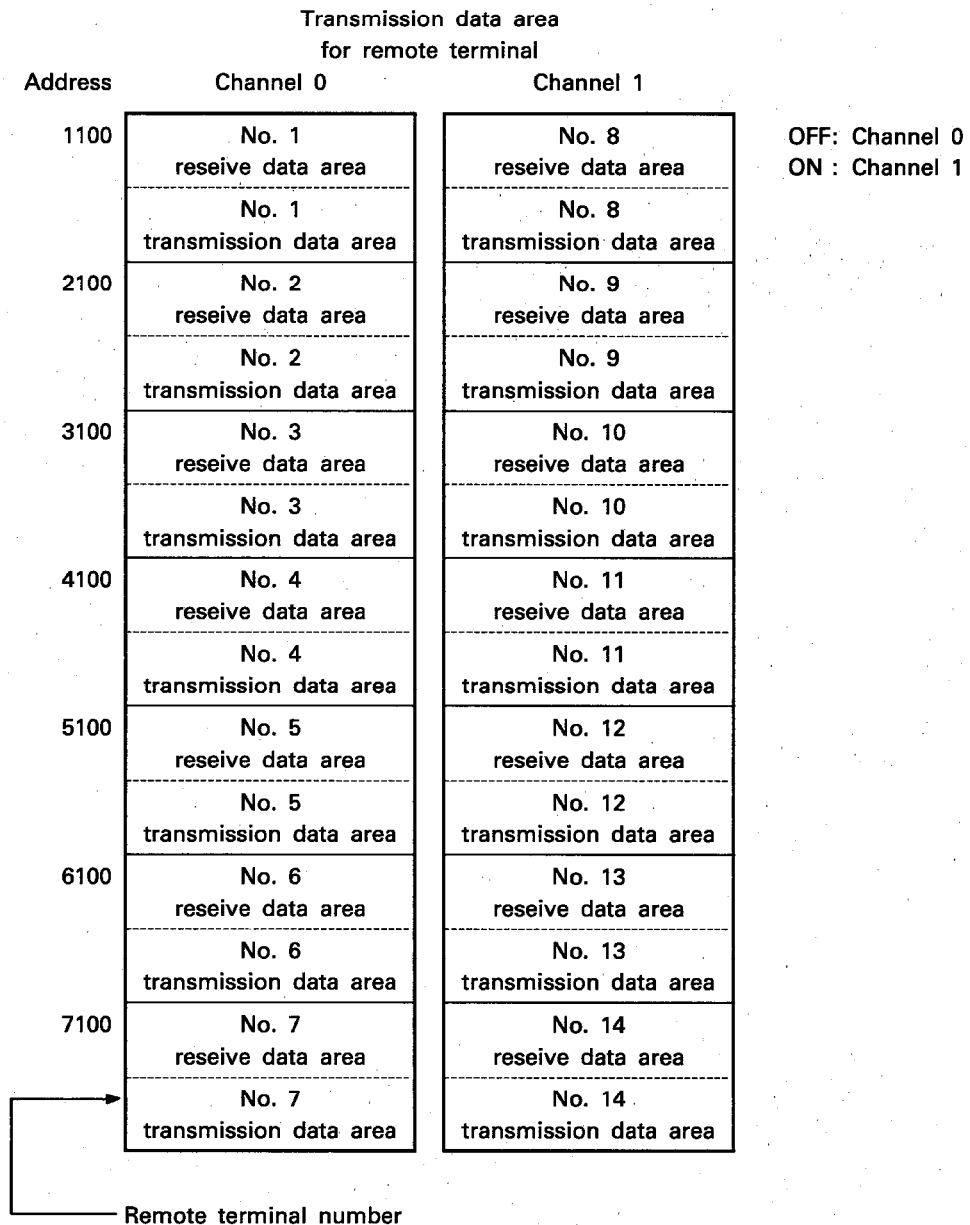 Transmission data area
for remote terminal
Address Channel 0 Channel 1
1100 No. 1 No. 8 OFF: Channel 0
reseive data area reseive data area ON : Channel 1
No. 1 No. 8
transmission data area transmission data area
2100 No. 2 No. 9
reseive data area reseive data area
No. 2 No. 9
transmission data area transmission data area
3100 No. 3 No. 10
reseive data area reseive data area
No. 3 No. 10
transmission data area transmission data area
4100 No. 4 No. 11
reseive data area reseive data area
No. 4 No. 11
transmission data area transmission data area
5100 No. 5 No. 12
reseive data area reseive data area
No. 5 No. 12
transmission data area transmission data area
6100 No. 6 No. 13
reseive data area reseive data area
No. 6 No. 13
transmission data area transmission data area
7100 No. 7 No. 14
reseive data area reseive data area
No. 7 No. 14
transmission data area transmission data area
Remote terminal number